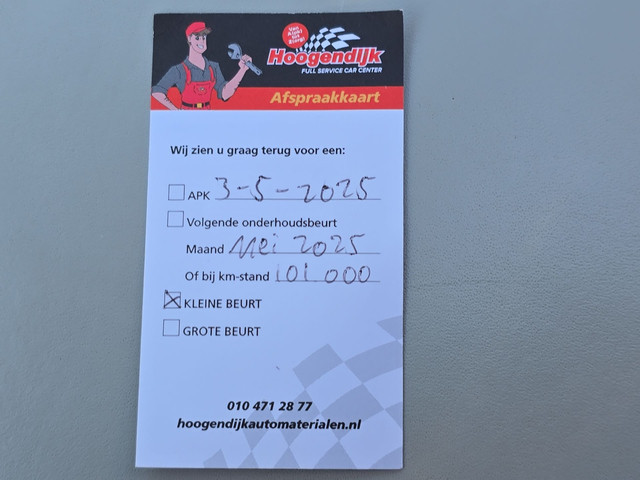 Van
Klein
tot
Zorg!
Hoogendijk
FULL SERVICE CAR CENTER
Afspraakkaart
Wij zien u graag terug voor een:
APK 3-5-2025
Volgende onderhoudsbeurt
Maand Mei 2025
Of bij km-stand 101.000
KLEINE BEURT
GROTE BEURT
010 471 28 77
hoogendijkautomaterialen.nl